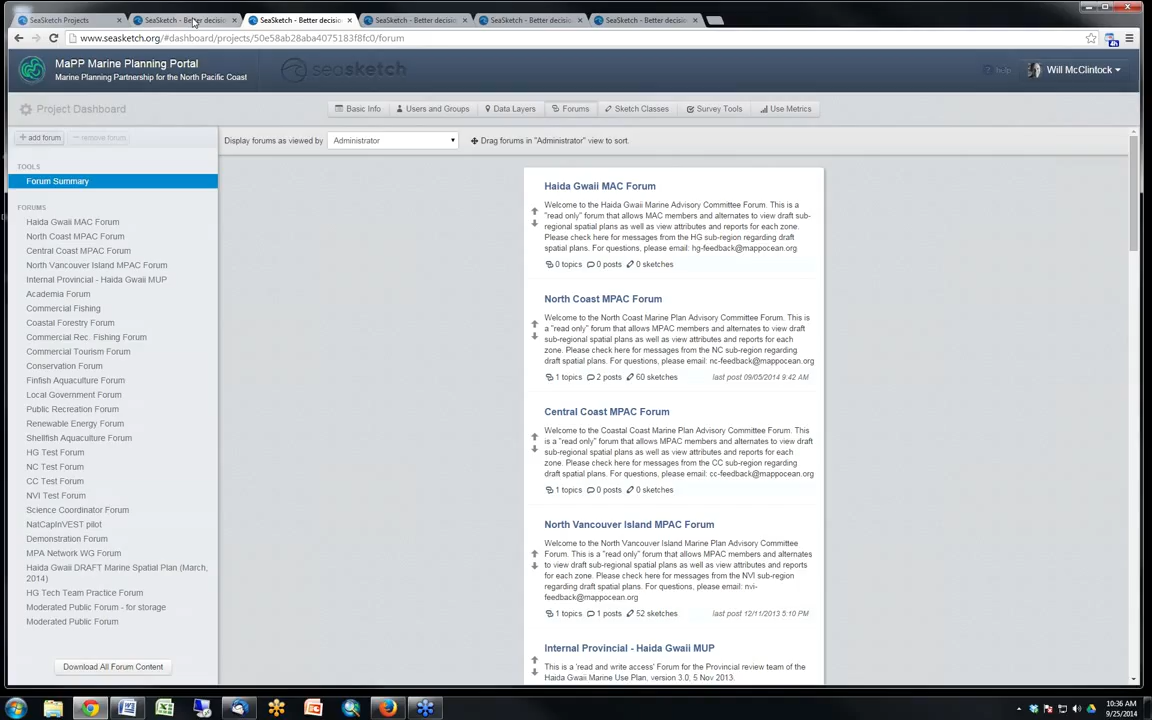 SeaSketch Projects
SeaSketch - Better decisio
SeaSketch - Better decisio
SeaSketch - Better decisio
SeaSketch - Better decisio
SeaSketch - Better decisio
www.seasketch.org/#dashboard/projects/50e58ab28aba4075183f8fc0/forum
MaPP Marine Planning Portal
Marine Planning Partnership for the North Pacific Coast
seasketch
help
Will McClintock
Project Dashboard
Basic Info
Users and Groups
Data Layers
Forums
Sketch Classes
Survey Tools
Use Metrics
add forum
remove forum
Display forums as viewed by
Administrator
Drag forums in "Administrator" view to sort.
TOOLS
Forum Summary
FORUMS
Haida Gwaii MAC Forum
North Coast MPAC Forum
Central Coast MPAC Forum
North Vancouver Island MPAC Forum
Internal Provincial - Haida Gwaii MUP
Academia Forum
Commercial Fishing
Coastal Forestry Forum
Commercial Rec. Fishing Forum
Commercial Tourism Forum
Conservation Forum
Finfish Aquaculture Forum
Local Government Forum
Public Recreation Forum
Renewable Energy Forum
Shellfish Aquaculture Forum
HG Test Forum
NC Test Forum
CC Test Forum
NVI Test Forum
Science Coordinator Forum
NatCapInVEST pilot
Demonstration Forum
MPA Network WG Forum
Haida Gwaii DRAFT Marine Spatial Plan (March,
2014)
HG Tech Team Practice Forum
Moderated Public Forum - for storage
Moderated Public Forum
Download All Forum Content
Haida Gwaii MAC Forum
Welcome to the Haida Gwaii Marine Advisory Committee Forum. This is a
"read only" forum that allows MAC members and alternates to view draft sub-
regional spatial plans as well as view attributes and reports for each zone.
Please check here for messages from the HG sub-region regarding draft
spatial plans. For questions, please email: hg-feedback@mappocean.org
0 topics 0 posts 0 sketches
North Coast MPAC Forum
Welcome to the North Coast Marine Plan Advisory Committee Forum. This is
a "read only" forum that allows MPAC members and alternates to view draft
sub-regional spatial plans as well as view attributes and reports for each
zone. Please check here for messages from the NC sub-region regarding
draft spatial plans. For questions, please email: nc-feedback@mappocean.org
1 topics 2 posts 60 sketches last post 09/05/2014 9:42 AM
Central Coast MPAC Forum
Welcome to the Coastal Coast Marine Plan Advisory Committee Forum. This
is a "read only" forum that allows MPAC members and alternates to view draft
sub-regional spatial plans as well as view attributes and reports for each
zone. Please check here for messages from the CC sub-region regarding
draft spatial plans. For questions, please email: cc-feedback@mappocean.org
1 topics 0 posts 0 sketches
North Vancouver Island MPAC Forum
Welcome to the North Vancouver Island Marine Plan Advisory Committee
Forum. This is a "read only" forum that allows MPAC members and alternates
to view draft sub-regional spatial plans as well as view attributes and reports
for each zone. Please check here for messages from the NVI sub-region
regarding draft spatial plans. For questions, please email: nvi-
feedback@mappocean.org
1 topics 1 posts 52 sketches last post 12/11/2013 5:10 PM
Internal Provincial - Haida Gwaii MUP
This is a 'read and write access' Forum for the Provincial review team of the
Haida Gwaii Marine Use Plan, version 3.0, 5 Nov 2013.
10:36 AM
9/25/2014